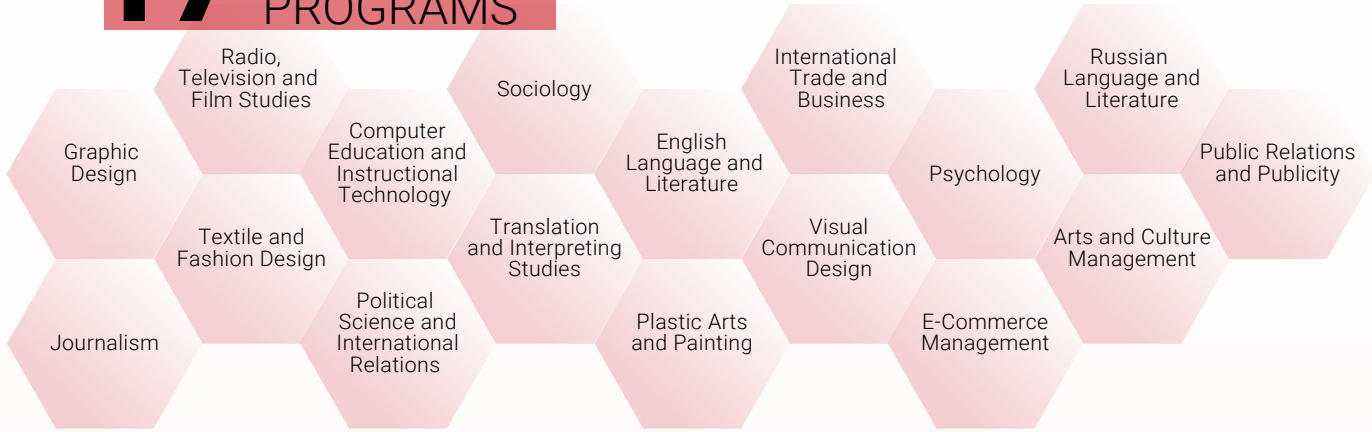 17 PROGRAMS
Radio,
Television and
Film Studies
Sociology
International
Trade and
Business
Russian
Language and
Literature
Graphic
Design
Computer
Education and
Instructional
Technology
English
Language and
Literature
Psychology
Public Relations
and Publicity
Textile and
Fashion Design
Translation
and Interpreting
Studies
Visual
Communication
Design
Arts and Culture
Management
Journalism
Political
Science and
International
Relations
Plastic Arts
and Painting
E-Commerce
Management